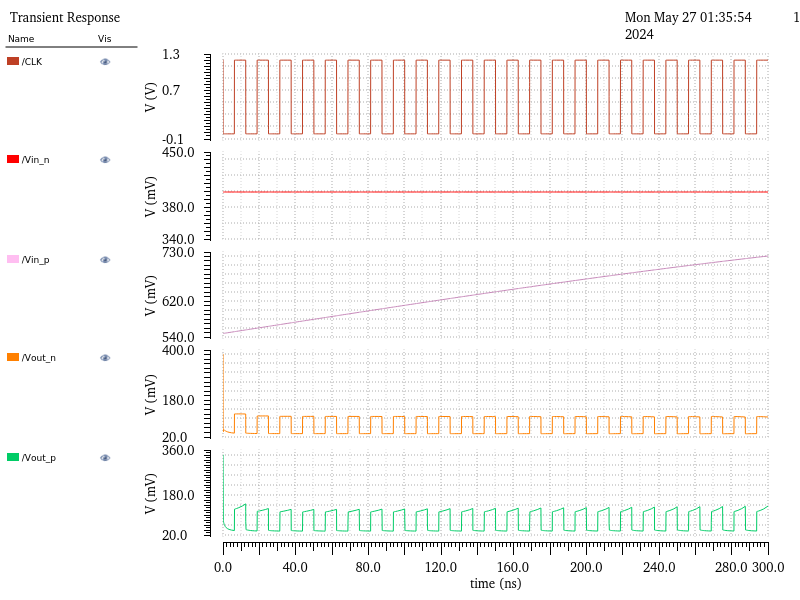 Transient Response
Mon May 27 01:35:54 1
2024
Name Vis
/CLK
1.3
0.7
-0.1
V (V)
/Vin_n
450.0
380.0
340.0
V (mV)
/Vin_p
730.0
620.0
540.0
V (mV)
/Vout_n
400.0
180.0
20.0
V (mV)
/Vout_p
360.0
180.0
20.0
V (mV)
0.0 40.0 80.0 120.0 160.0 200.0 240.0 280.0 300.0
time (ns)